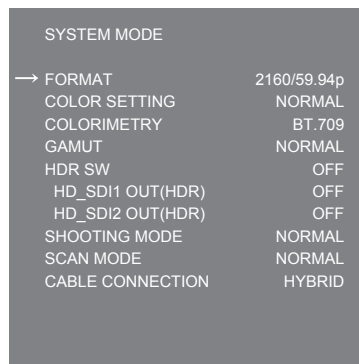 SYSTEM MODE
→ FORMAT 2160/59.94p
COLOR SETTING NORMAL
COLORIMETRY BT.709
GAMUT NORMAL
HDR SW OFF
HD_SDI1 OUT(HDR) OFF
HD_SDI2 OUT(HDR) OFF
SHOOTING MODE NORMAL
SCAN MODE NORMAL
CABLE CONNECTION HYBRID